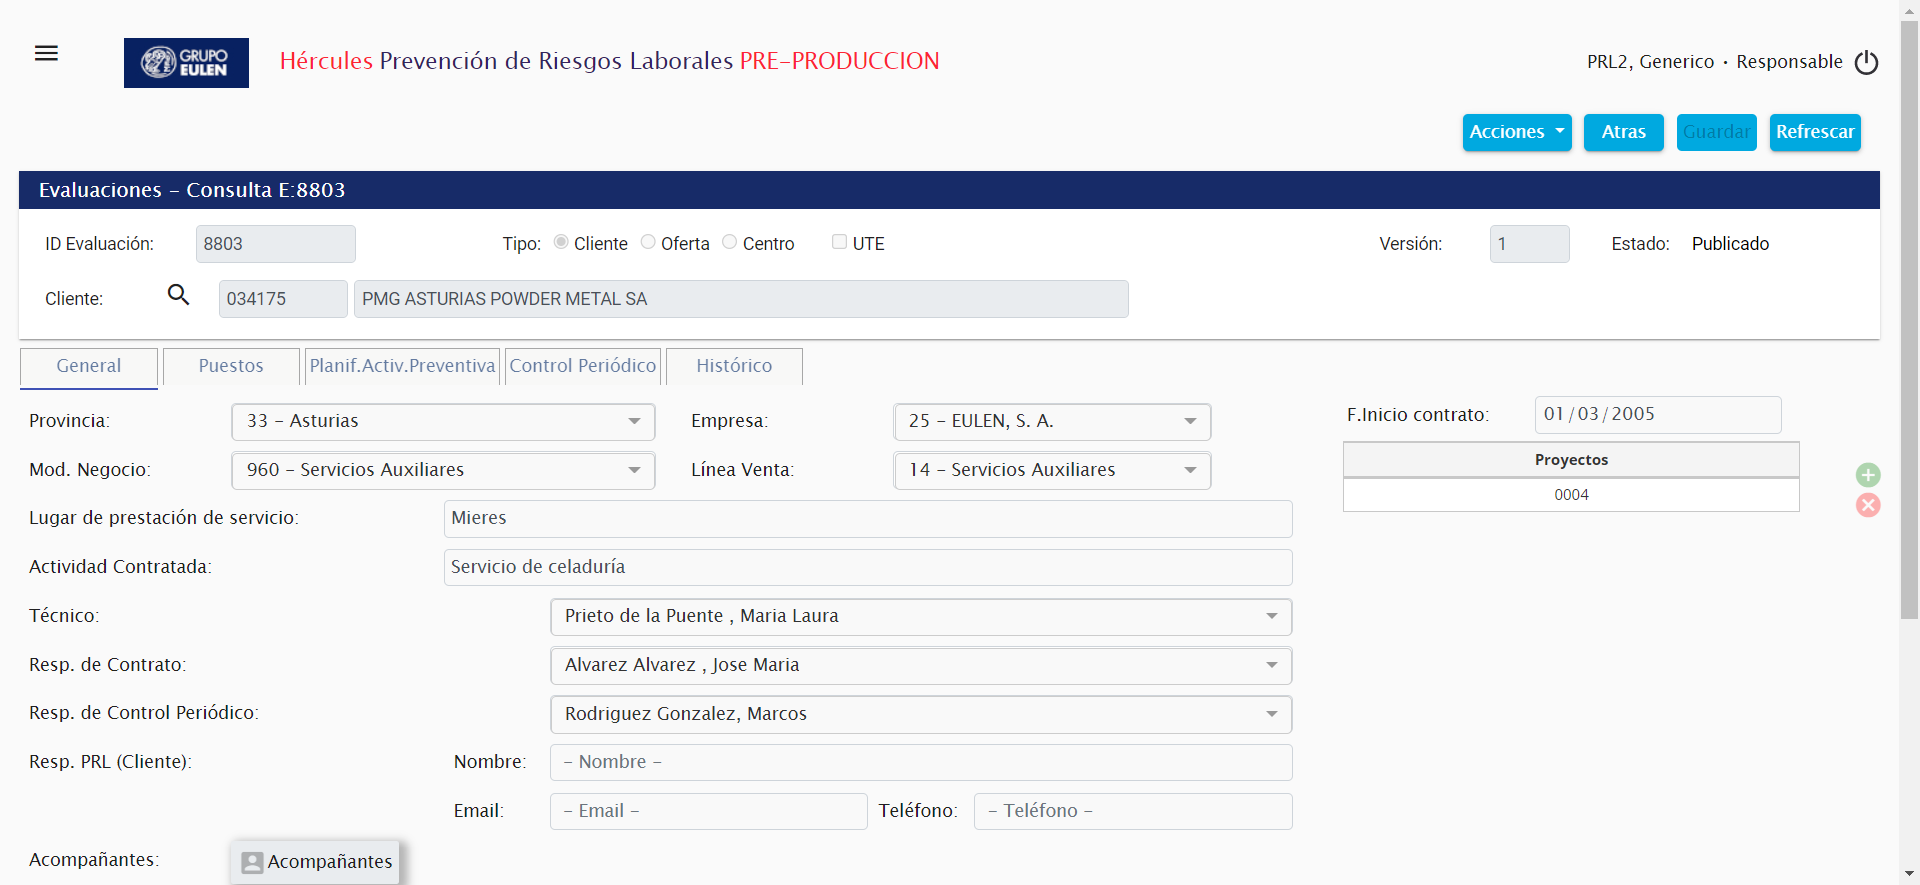 GRUPO
EULEN
Hércules Prevención de Riesgos Laborales PRE-PRODUCCION
PRL2, Generico · Responsable
Acciones Atras Guardar Refrescar
Evaluaciones - Consulta E:8803
ID Evaluación: 8803 Tipo: Cliente Oferta Centro UTE Versión: 1 Estado: Publicado
Cliente: 034175 PMG ASTURIAS POWDER METAL SA
General Puestos Planif.Activ.Preventiva Control Periódico Histórico
Provincia: 33 - Asturias Empresa: 25 - EULEN, S. A. F.Inicio contrato: 01/03/2005
Mod. Negocio: 960 - Servicios Auxiliares Línea Venta: 14 - Servicios Auxiliares Proyectos
0004
Lugar de prestación de servicio: Mieres
Actividad Contratada: Servicio de celaduría
Técnico: Prieto de la Puente , Maria Laura
Resp. de Contrato: Alvarez Alvarez , Jose Maria
Resp. de Control Periódico: Rodriguez Gonzalez, Marcos
Resp. PRL (Cliente): Nombre: - Nombre -
Email: - Email - Teléfono: - Teléfono -
Acompañantes: Acompañantes